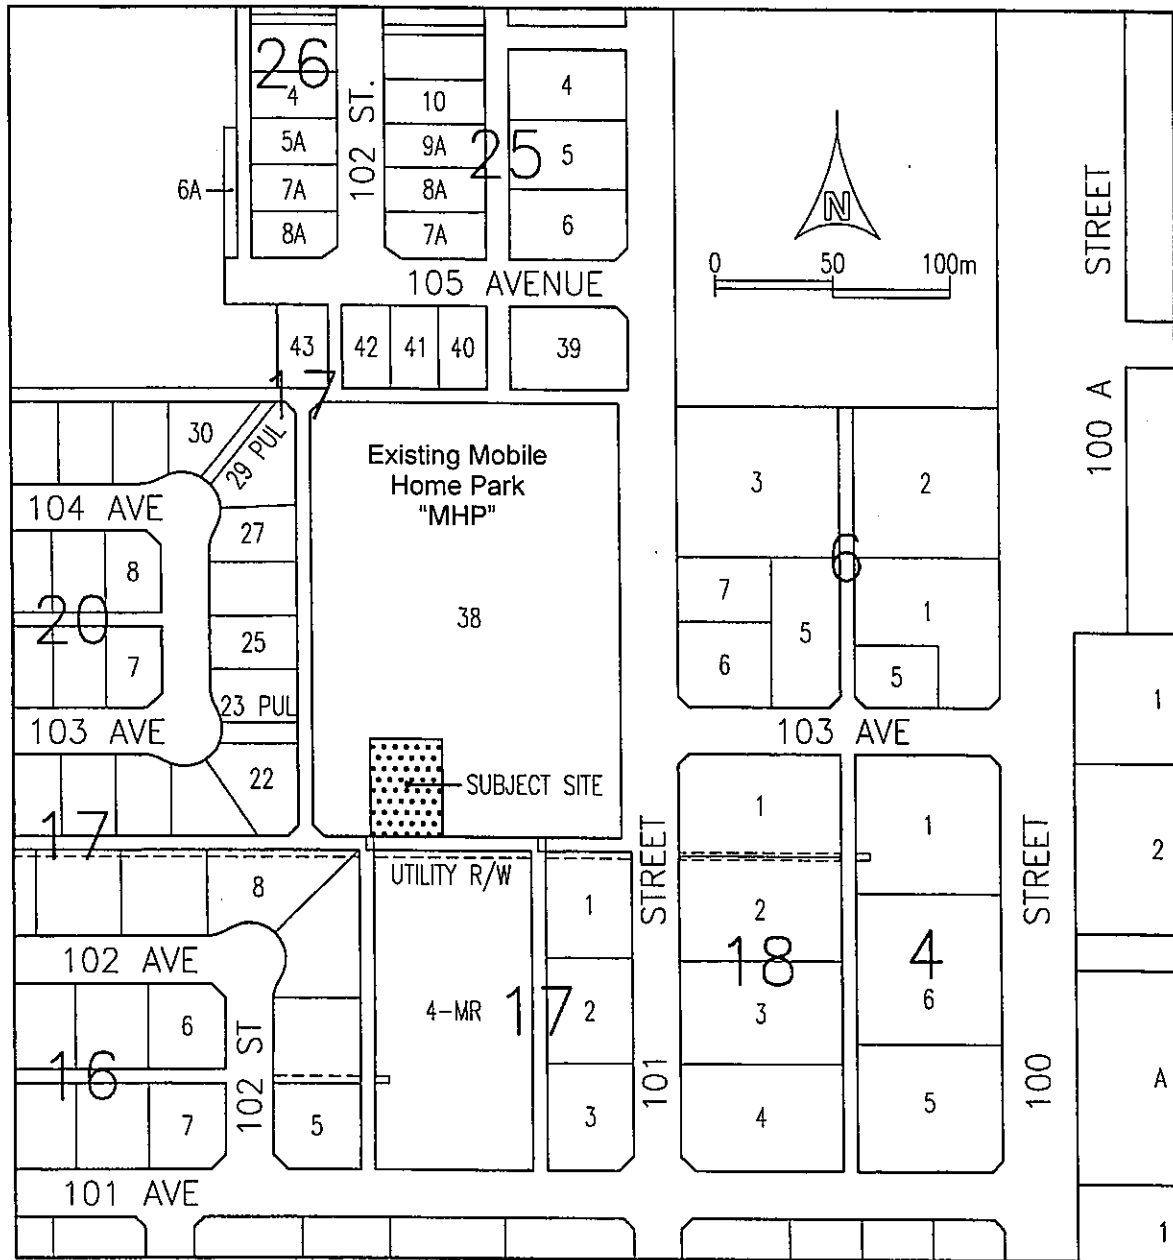 26
4
5A
7A
8A
6A
102 ST.
10
9A
8A
7A
25
4
5
6
N
0 50 100m
STREET
100 A
105 AVENUE
43
42
41
40
39
17
30
29 PUL
104 AVE
27
8
20
7
25
23 PUL
103 AVE
22
17
Existing Mobile
Home Park
"MHP"
38
SUBJECT SITE
3
2
6
7
5
1
6
5
103 AVE
1
2
1
1
STREET
STREET
UTILITY R/W
8
1
2
102 AVE
18
4
4-MR
17
2
3
6
6
16
102 ST
7
5
3
101
4
5
100
A
101 AVE
1